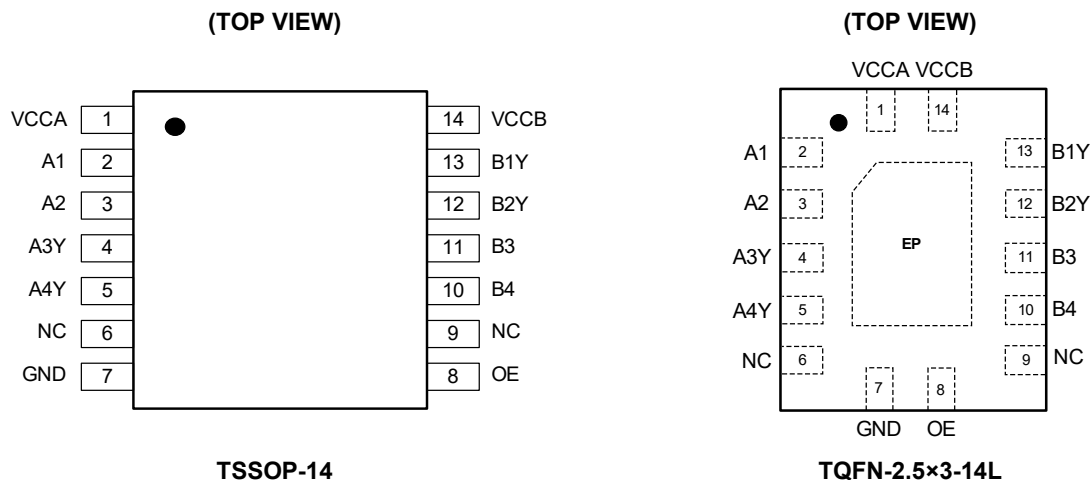 (TOP VIEW)
VCCA 1 14 VCCB
A1 2 13 B1Y
A2 3 12 B2Y
A3Y 4 11 B3
A4Y 5 10 B4
NC 6 9 NC
GND 7 8 OE
TSSOP-14
(TOP VIEW)
VCCA VCCB
1 14
A1 2 13 B1Y
A2 3 12 B2Y
EP
A3Y 4 11 B3
A4Y 5 10 B4
NC 6 9 NC
7 8
GND OE
TQFN-2.5×3-14L